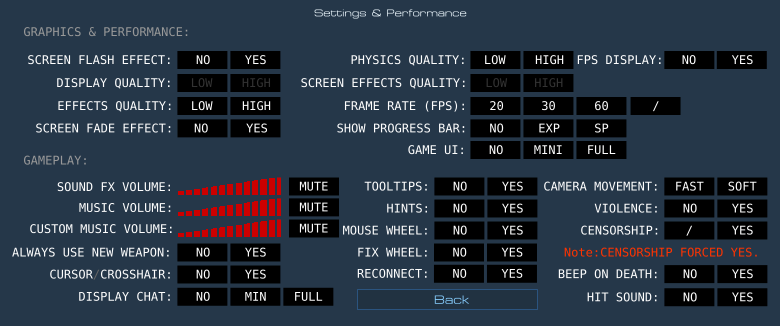 Settings & Performance
GRAPHICS & PERFORMANCE:
SCREEN FLASH EFFECT: NO YES PHYSICS QUALITY: LOW HIGH FPS DISPLAY: NO YES
DISPLAY QUALITY: LOW HIGH SCREEN EFFECTS QUALITY: LOW HIGH
EFFECTS QUALITY: LOW HIGH FRAME RATE (FPS): 20 30 60 /
SCREEN FADE EFFECT: NO YES SHOW PROGRESS BAR: NO EXP SP
GAME UI: NO MINI FULL
GAMEPLAY:
SOUND FX VOLUME: MUTE TOOLTIPS: NO YES CAMERA MOVEMENT: FAST SOFT
MUSIC VOLUME: MUTE HINTS: NO YES VIOLENCE: NO YES
CUSTOM MUSIC VOLUME: MUTE MOUSE WHEEL: NO YES CENSORSHIP: / YES
ALWAYS USE NEW WEAPON: NO YES FIX WHEEL: NO YES Note:CENSORSHIP FORCED YES.
CURSOR/CROSSHAIR: NO YES RECONNECT: NO YES BEEP ON DEATH: NO YES
DISPLAY CHAT: NO MIN FULL Back HIT SOUND: NO YES